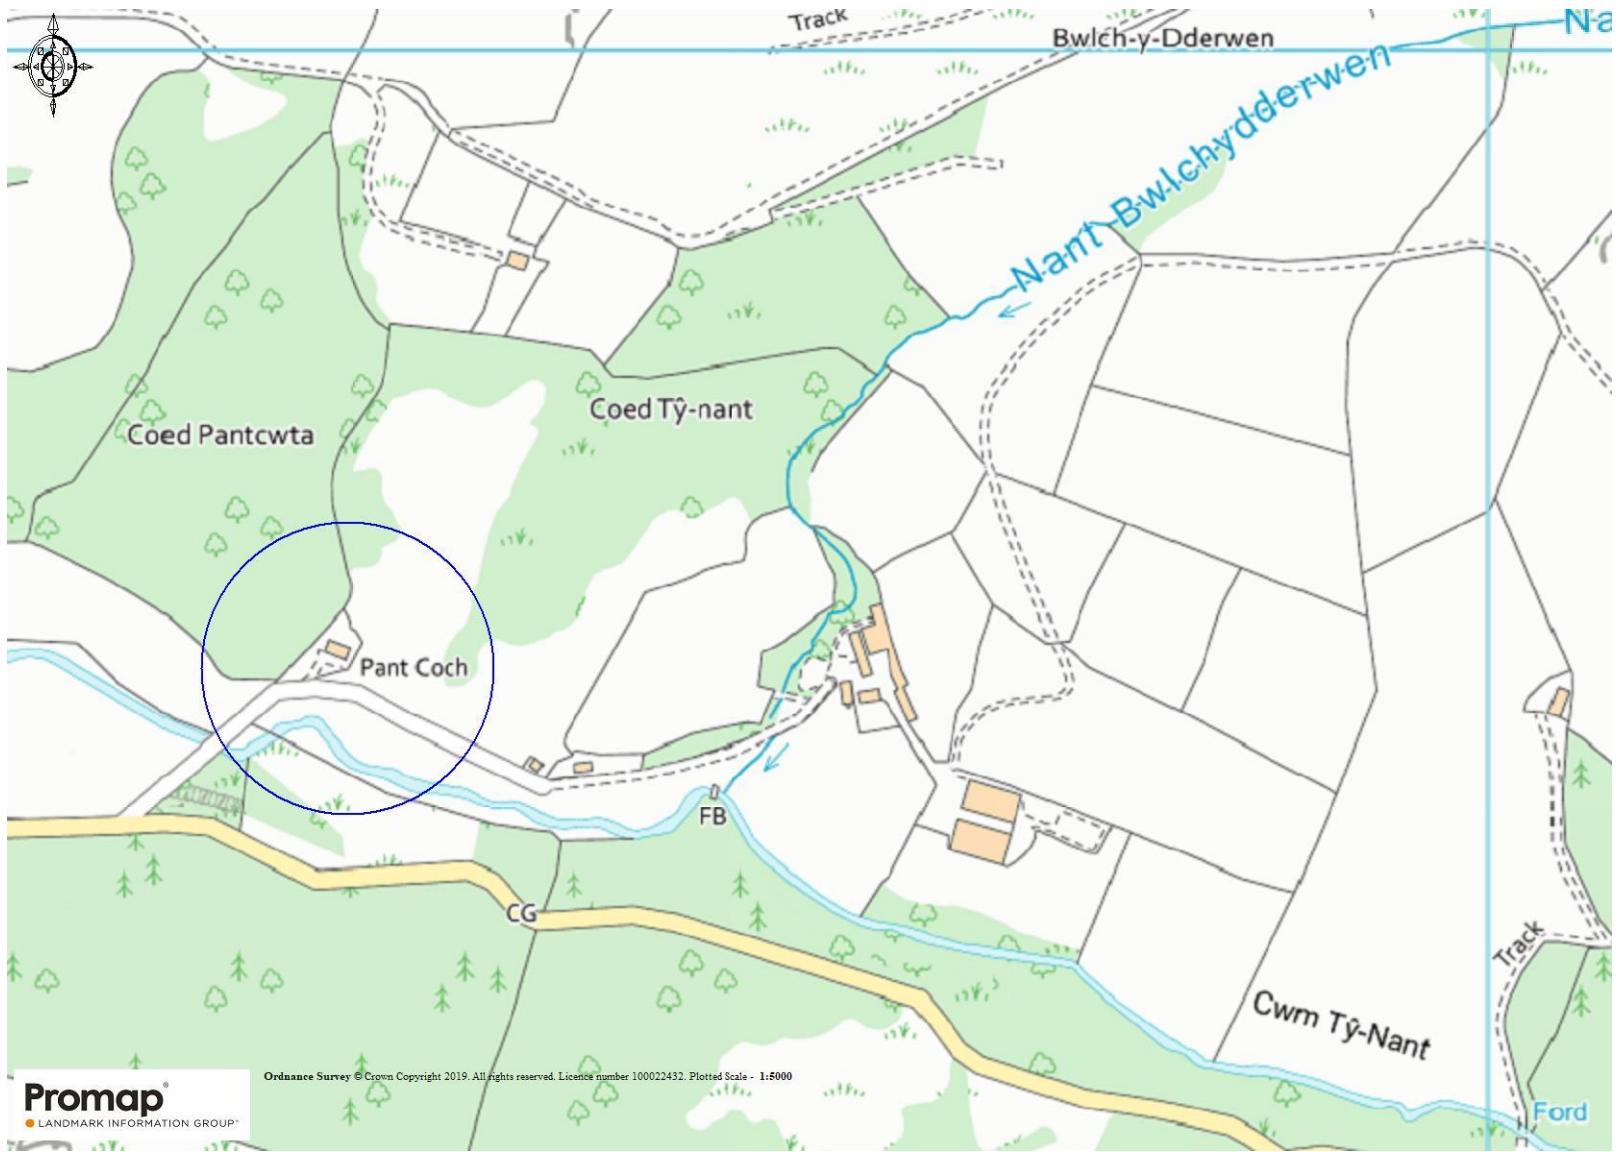 Track
Bwlch-y-Dderwen
Na
Nant Bwlchydderwen
Coed Tŷ-nant
Coed Pantcwta
Pant Coch
FB
CG
Track
Cwm Tŷ-Nant
Ford
Ordnance Survey © Crown Copyright 2019. All rights reserved. Licence number 100022432. Plotted Scale - 1:5000
Promap®
LANDMARK INFORMATION GROUP®